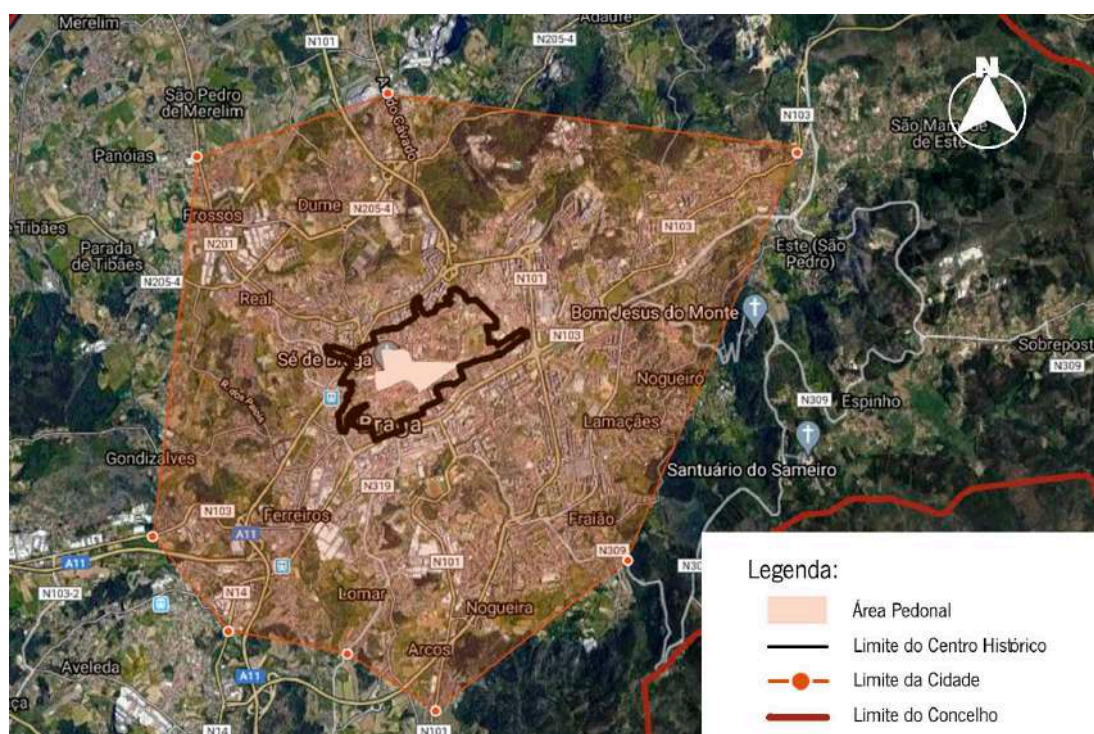 Merelim
N101
N205-4
Adaúfe
São Pedro
de Merelim
Av. do Cávado
N103
São Mamede
de Este
Panóias
Dume
N205-4
Frossos
e Tibães
Parada
de Tibães
N201
N103
Este (São
Pedro)
N205-4
Real
N101
Bom Jesus do Monte
N103
Sé de Braga
Sobrepost
N309
Nogueiró
N309
Espinho
R. dos Peões
Braga
Lamaçães
Gondizalves
Santuário do Sameiro
N319
N103
Ferreiros
Fraião
A11
A11
N101
N309
N103-2
N14
Lomar
Nogueira
Arcos
Aveleda
A11
N14
N101
N
Legenda:
Área Pedonal
Limite do Centro Histórico
Limite da Cidade
Limite do Concelho